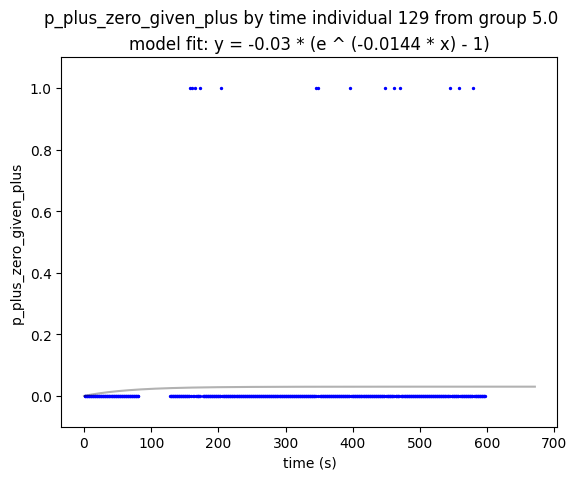 p_plus_zero_given_plus by time individual 129 from group 5.0
model fit: y = -0.03 * (e ^ (-0.0144 * x) - 1)
p_plus_zero_given_plus
1.0
0.8
0.6
0.4
0.2
0.0
0 100 200 300 400 500 600 700
time (s)